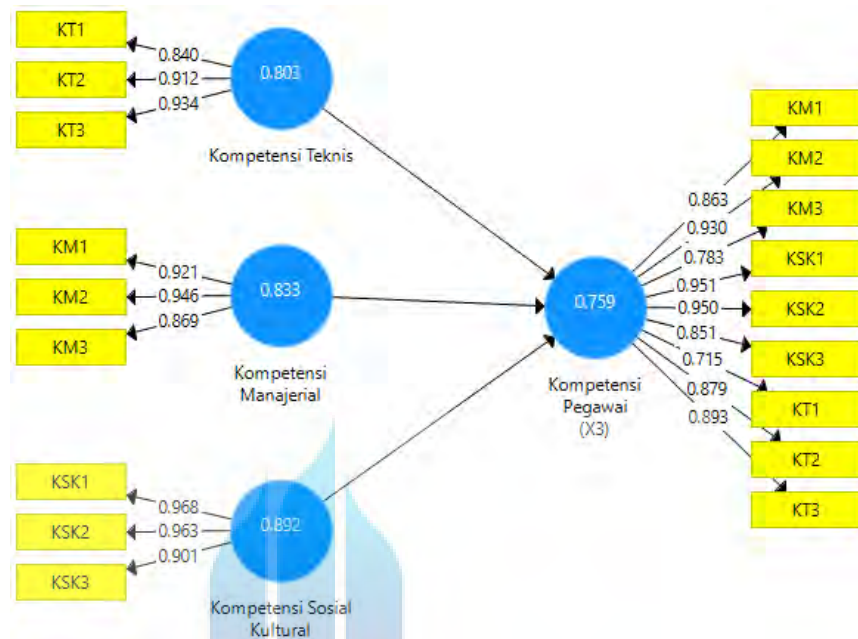 KT1
KT2
KT3
0.840
0.912
0.934
0.803
Kompetensi Teknis
KM1
KM2
KM3
0.921
0.946
0.869
0.833
Kompetensi
Manajerial
KSK1
KSK2
KSK3
0.968
0.963
0.901
0.892
Kompetensi Sosial
Kultural
0.759
Kompetensi
Pegawai
(X3)
0.863
0.930
0.783
0.951
0.950
0.851
0.715
0.879
0.893
KM1
KM2
KM3
KSK1
KSK2
KSK3
KT1
KT2
KT3